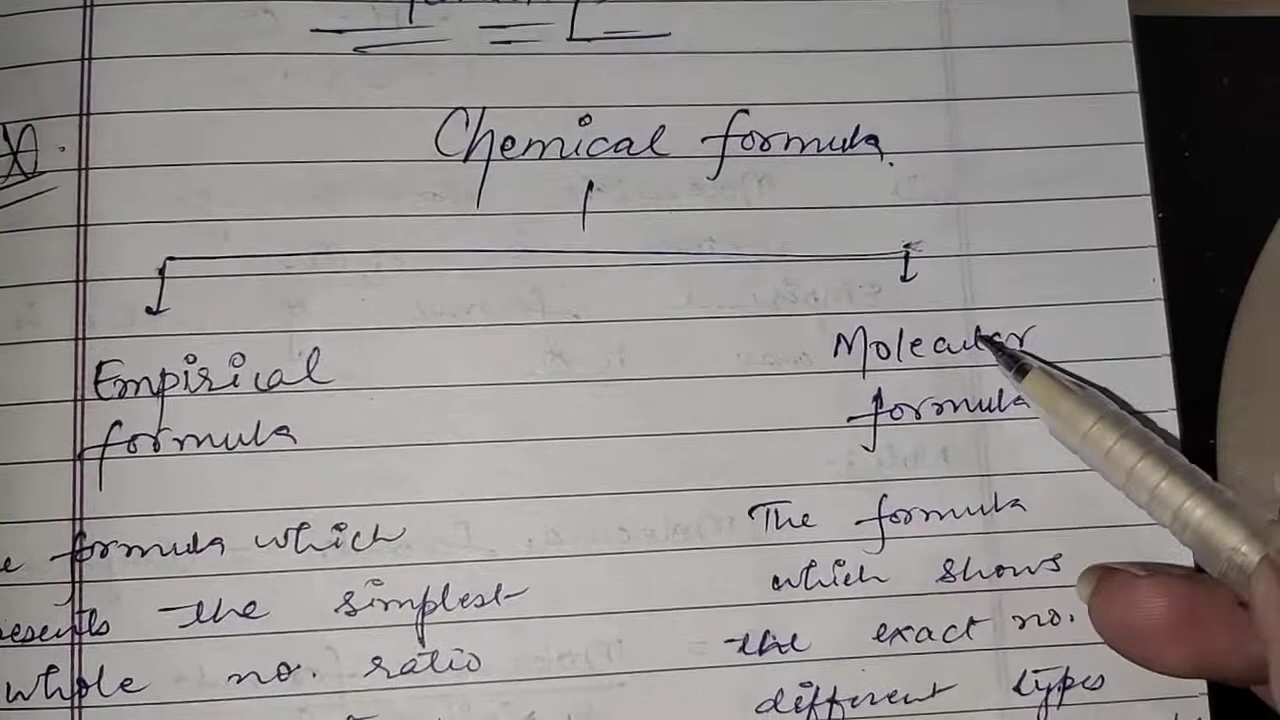 Chemical formula.
Empirical
formula
formula which
the simplest
whole no. ratio
Molecular
formula
The formula
which shows
the exact no.
different types